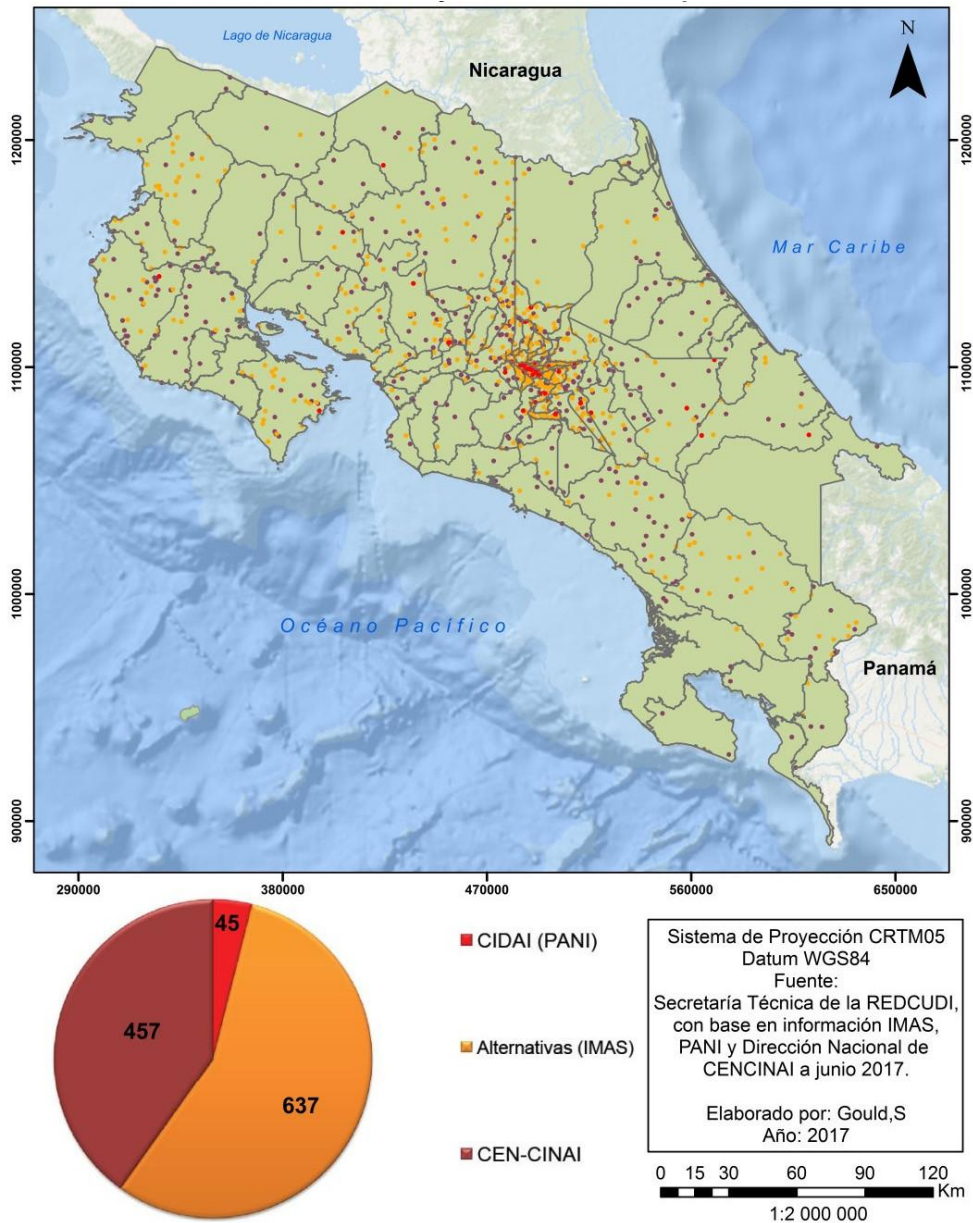 N
Lago de Nicaragua
Nicaragua
1200000
1200000
Mar Caribe
1100000
1100000
1000000
1000000
Océano Pacífico
Panamá
900000
900000
290000
380000
470000
560000
650000
45
457
637
CIDAI (PANI)
Alternativas (IMAS)
CEN-CINAI
Sistema de Proyección CRTM05
Datum WGS84
Fuente:
Secretaría Técnica de la REDCUDI,
con base en información IMAS,
PANI y Dirección Nacional de
CENCINAI a junio 2017.
Elaborado por: Gould,S
Año: 2017
0 15 30 60 90 120
Km
1:2 000 000